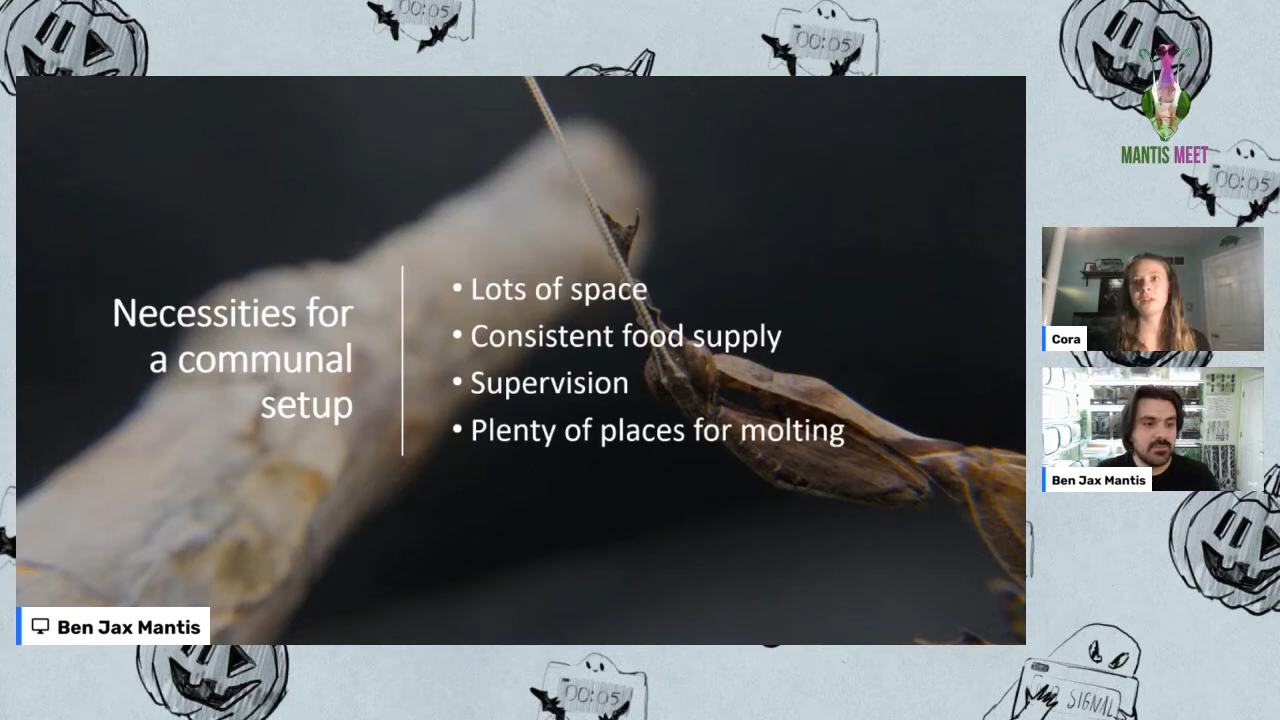 00:05
00:05
MANTIS MEET
00:05
Necessities for
a communal
setup
• Lots of space
• Consistent food supply
• Supervision
• Plenty of places for molting
Cora
Ben Jax Mantis
Ben Jax Mantis
00:05
SIGNAL